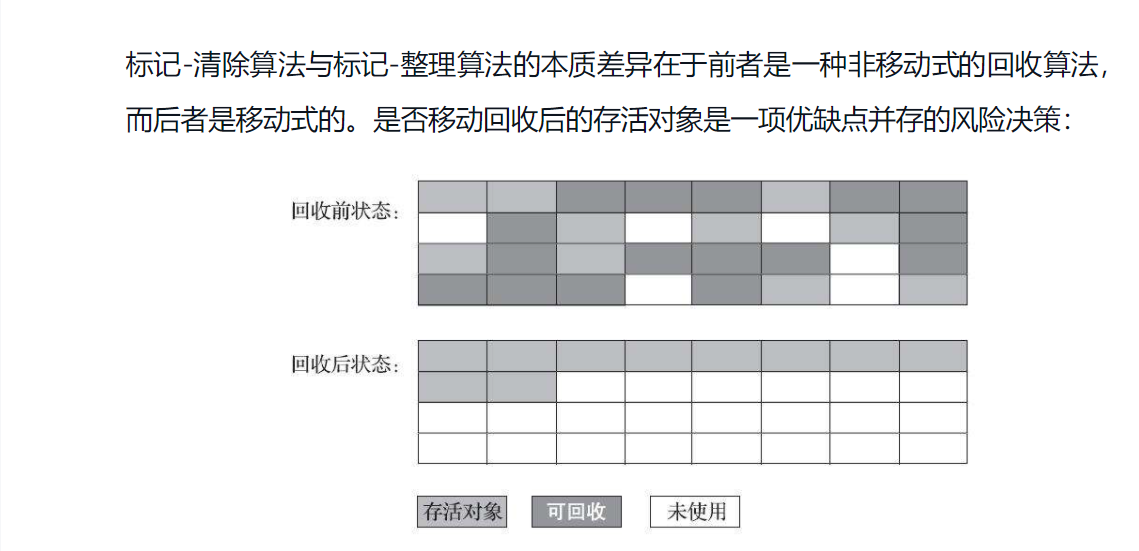 标记-清除算法与标记-整理算法的本质差异在于前者是一种非移动式的回收算法，
而后者是移动式的。是否移动回收后的存活对象是一项优缺点并存的风险决策：
回收前状态：
回收后状态：
存活对象
可回收
未使用